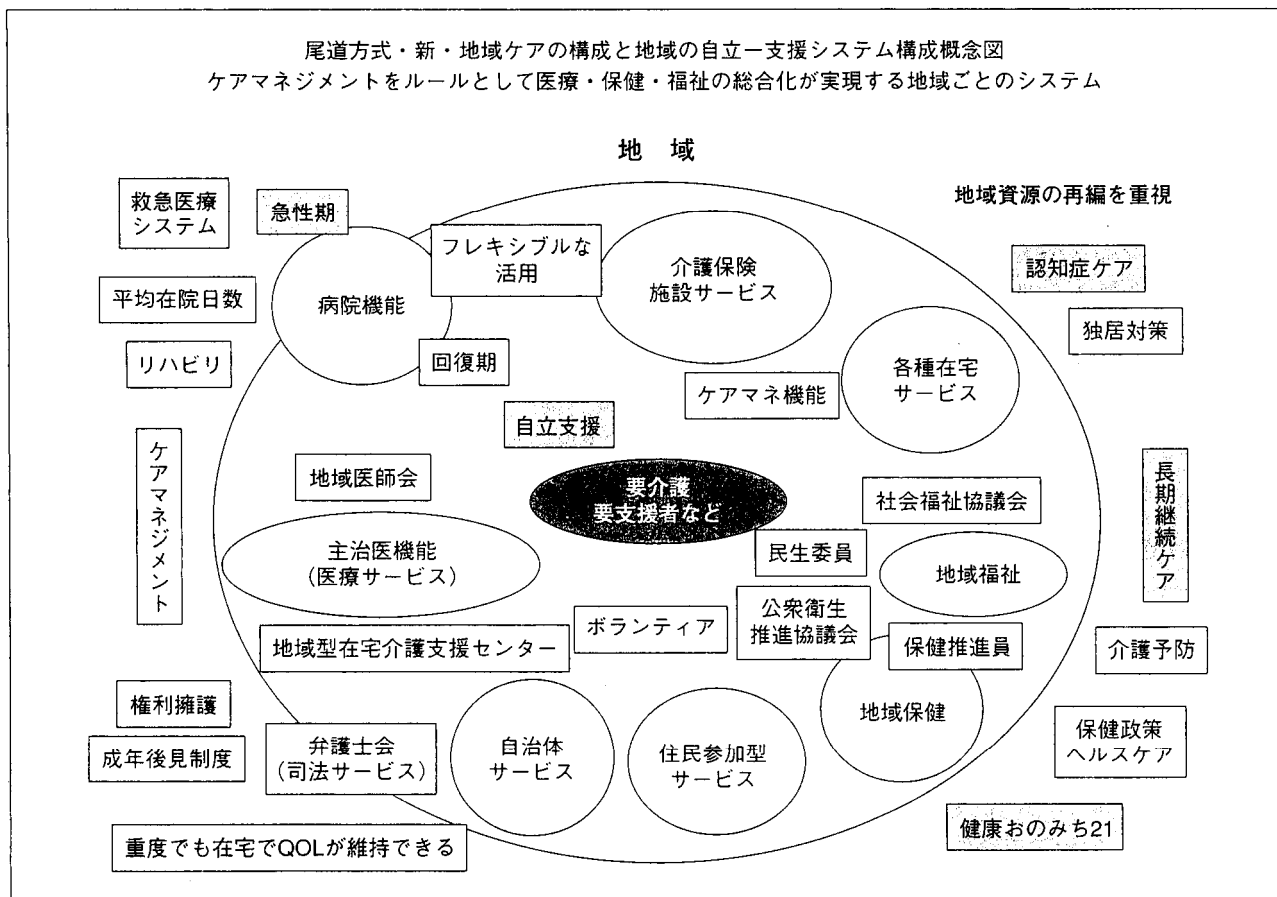 尾道方式・新・地域ケアの構成と地域の自立ー支援システム構成概念図
ケアマネジメントをルールとして医療・保健・福祉の総合化が実現する地域ごとのシステム
地 域
地域資源の再編を重視
救急医療
システム
急性期
フレキシブルな
活用
介護保険
施設サービス
認知症ケア
平均在院日数
病院機能
独居対策
リハビリ
回復期
ケアマネ機能
各種在宅
サービス
自立支援
ケアマネジメント
地域医師会
要介護
要支援者など
社会福祉協議会
長期継続ケア
主治医機能
(医療サービス)
民生委員
地域福祉
ボランティア
公衆衛生
推進協議会
地域型在宅介護支援センター
保健推進員
介護予防
権利擁護
地域保健
成年後見制度
弁護士会
(司法サービス)
自治体
サービス
住民参加型
サービス
保健政策
ヘルスケア
重度でも在宅でQOLが維持できる
健康おのみち21